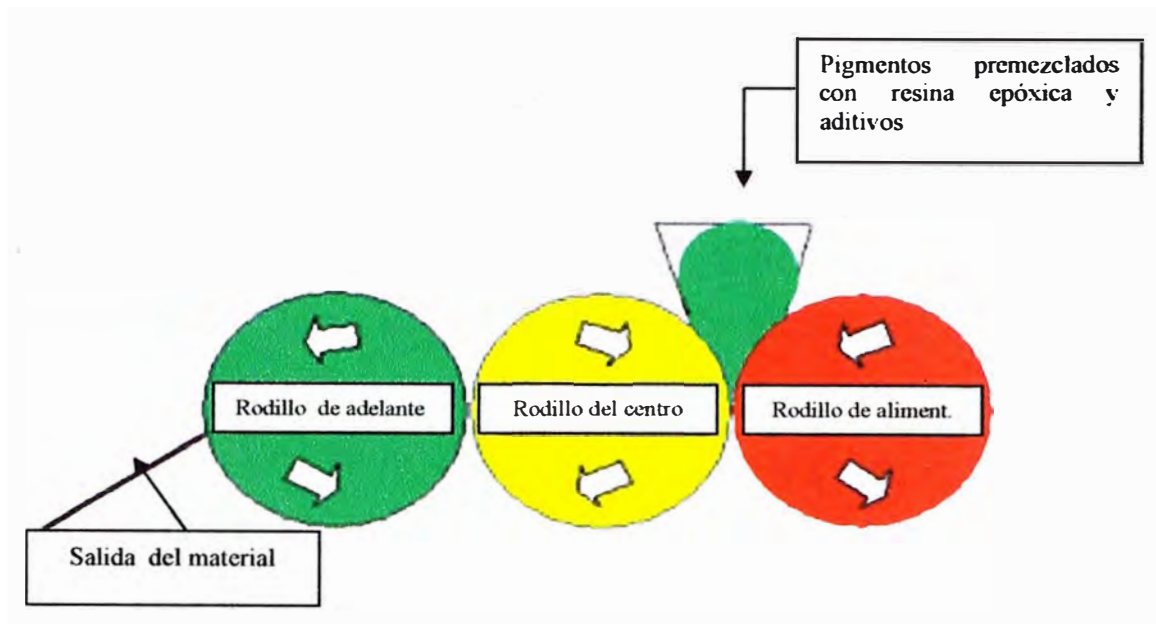 Pigmentos premezclados
con resina epóxica y
aditivos
Rodillo de adelante
Rodillo del centro
Rodillo de aliment.
Salida del material